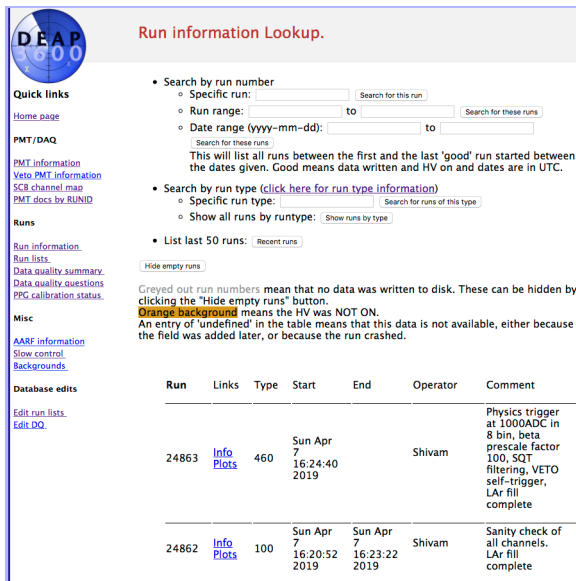 DEAP
3600
Run information Lookup.
Quick links
Home page
PMT/DAQ
PMT information
Veto PMT information
SCB channel map
PMT docs by RUNID
Runs
Run information
Run lists
Data quality summary
Data quality questions
PPG calibration status
Misc
AARF information
Slow control
Backgrounds
Database edits
Edit run lists
Edit DQ
Search by run number
Specific run: Search for this run
Run range: to Search for these runs
Date range (yyyy-mm-dd): to
Search for these runs
This will list all runs between the first and the last 'good' run started between
the dates given. Good means data written and HV on and dates are in UTC.
Search by run type (click here for run type information)
Specific run type: Search for runs of this type
Show all runs by runtype: Show runs by type
List last 50 runs: Recent runs
Hide empty runs
Greyed out run numbers mean that no data was written to disk. These can be hidden by
clicking the "Hide empty runs" button.
Orange background means the HV was NOT ON.
An entry of 'undefined' in the table means that this data is not available, either because
the field was added later, or because the run crashed.
Run Links Type Start End Operator Comment
24863
Info
Plots
460
Sun Apr
7
16:24:40
2019
Shivam
Physics trigger
at 1000ADC in
8 bin, beta
prescale factor
100, SQT
filtering, VETO
self-trigger,
LAr fill
complete
24862
Info
Plots
100
Sun Apr
7
16:20:52
2019
Sun Apr
7
16:23:22
2019
Shivam
Sanity check of
all channels.
LAr fill
complete